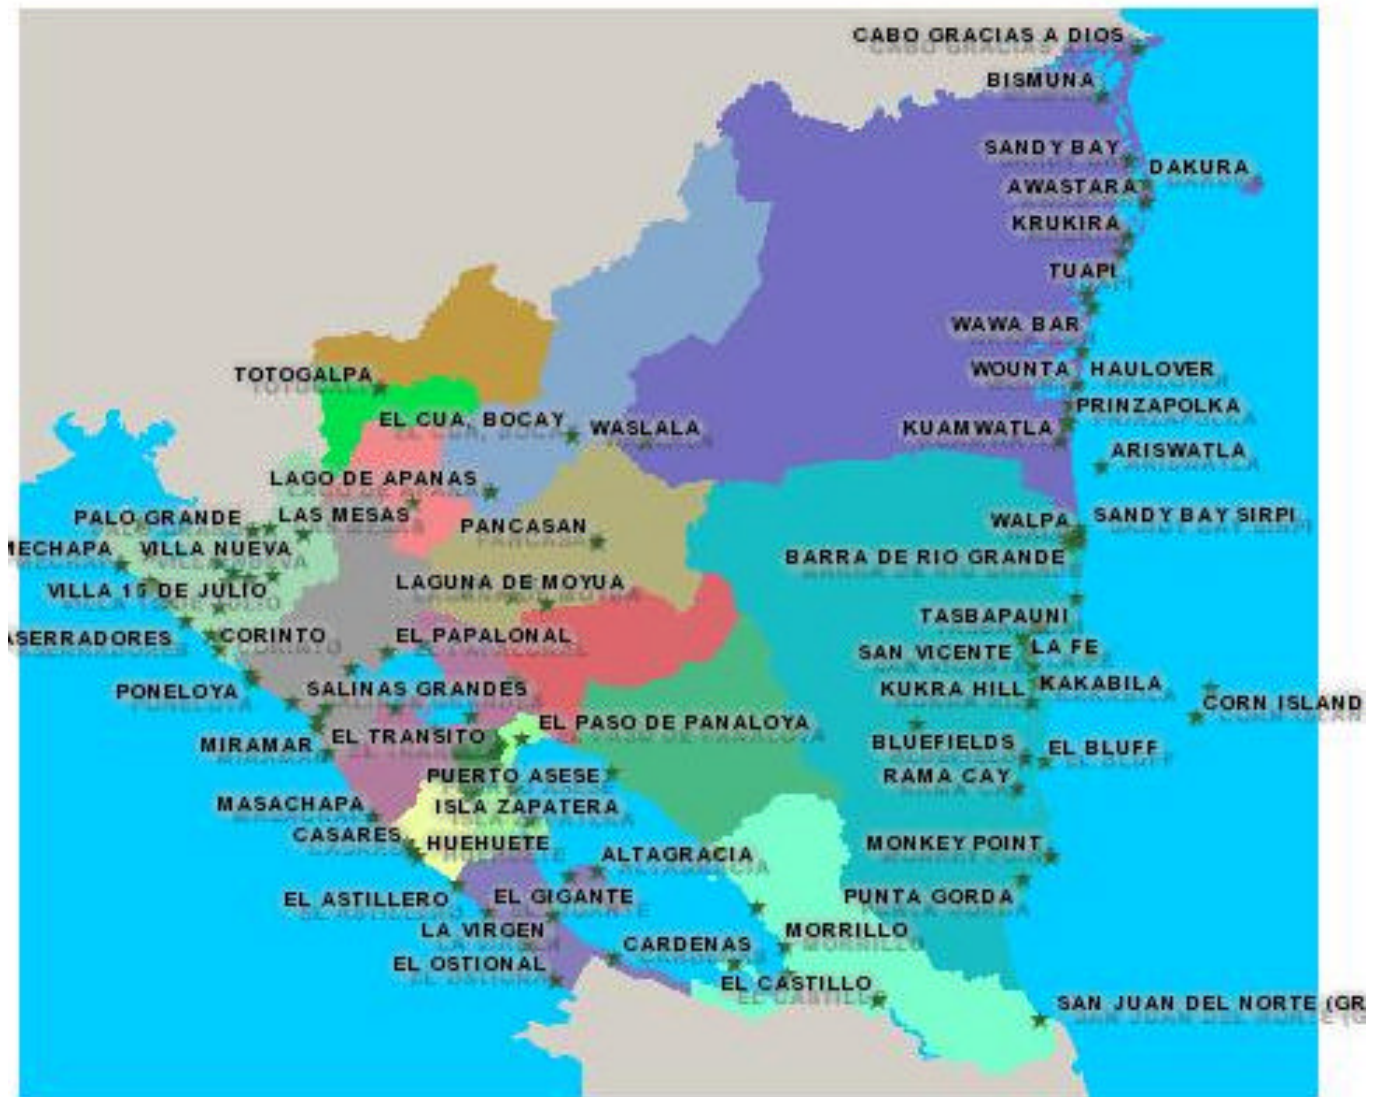 CABO GRACIAS A DIOS
BISMUNA
SANDY BAY
DAKURA
AWASTARA
KRUKIRA
TUAPI
WAWA BAR
WOUNTA
HAULOVER
TOTOGALPA
PRINZAPOLKA
EL CUA, BOCAY
WASLALA
KUAMWATLA
ARISWATLA
LAGO DE APANAS
PALO GRANDE
LAS MESAS
PANCASAN
WALPA
SANDY BAY SIRPI
MECHAPA
VILLA NUEVA
BARRA DE RIO GRANDE
VILLA 15 DE JULIO
LAGUNA DE MOYUA
TASBAPAUNI
ASERRADORES
CORINTO
EL PAPALONAL
SAN VICENTE
LA FE
PONELOYA
SALINAS GRANDES
KUKRA HILL
KAKABILA
CORN ISLAND
MIRAMAR
EL TRANSITO
EL PASO DE PANALOYA
BLUEFIELDS
EL BLUFF
PUERTO ASESE
RAMA CAY
MASACHAPA
ISLA ZAPATERA
CASARES
HUEHUETE
ALTAGRACIA
MONKEY POINT
EL ASTILLERO
EL GIGANTE
PUNTA GORDA
LA VIRGEN
CARDENAS
MORRILLO
EL OSTIONAL
EL CASTILLO
SAN JUAN DEL NORTE (GR